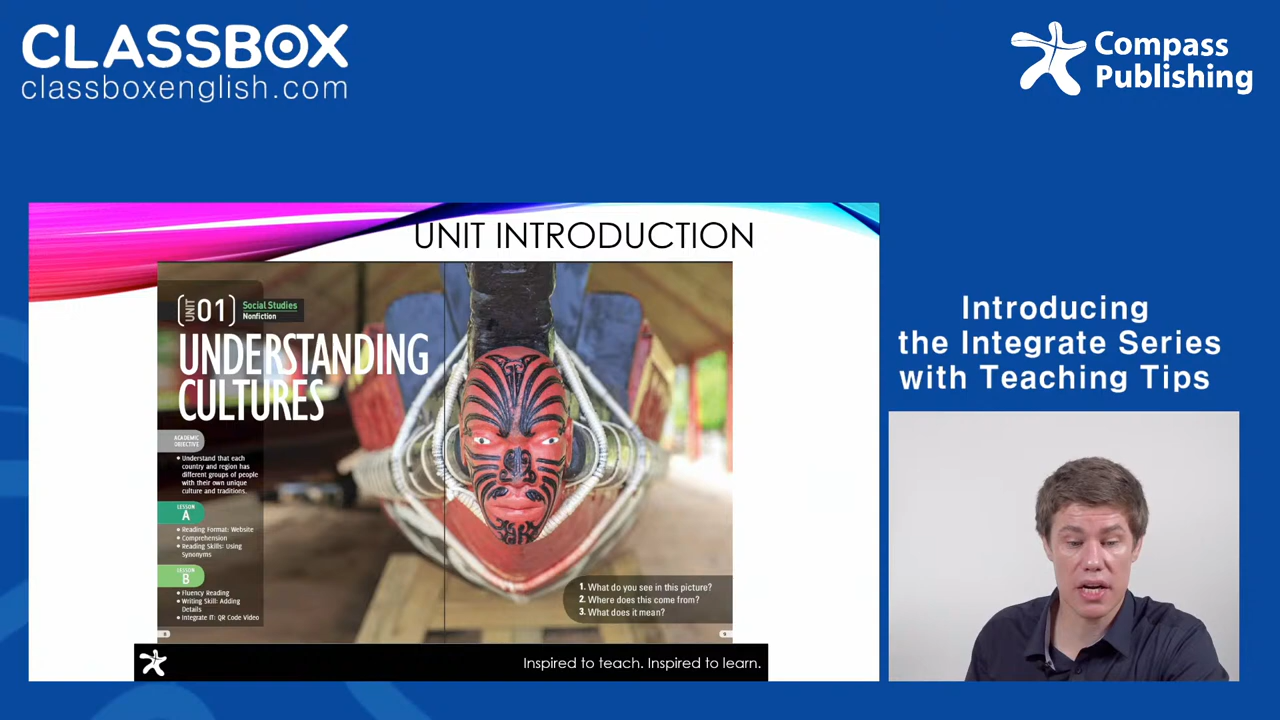 CLASSBOX
classboxenglish.com
Compass
Publishing
UNIT INTRODUCTION
UNIT 01
Social Studies
Nonfiction
UNDERSTANDING
CULTURES
ACADEMIC
OBJECTIVE
• Understand that each
country and region has
different groups of people
with their own unique
culture and traditions.
LESSON
A
• Reading Format: Website
• Comprehension
• Reading Skills: Using
Synonyms
LESSON
B
• Fluency Reading
• Writing Skill: Adding
Details
• Integrate IT: QR Code Video
1. What do you see in this picture?
2. Where does this come from?
3. What does it mean?
8
9
Inspired to teach. Inspired to learn.
Introducing
the Integrate Series
with Teaching Tips